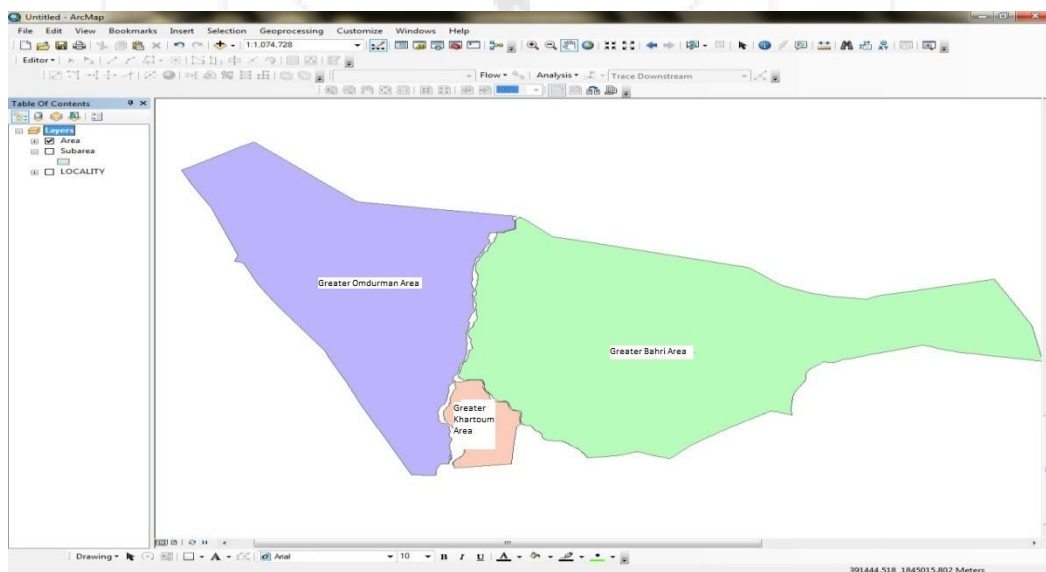 Untitled - ArcMap
File Edit View Bookmarks Insert Selection Geoprocessing Customize Windows Help
1:1,074,728
Editor
Flow Analysis Trace Downstream
Table Of Contents
Layers
Area
Subarea
LOCALITY
Greater Omdurman Area
Greater Bahri Area
Greater
Khartoum
Area
Drawing A Arial 10 B I U A
391444.518 1845015.802 Meters